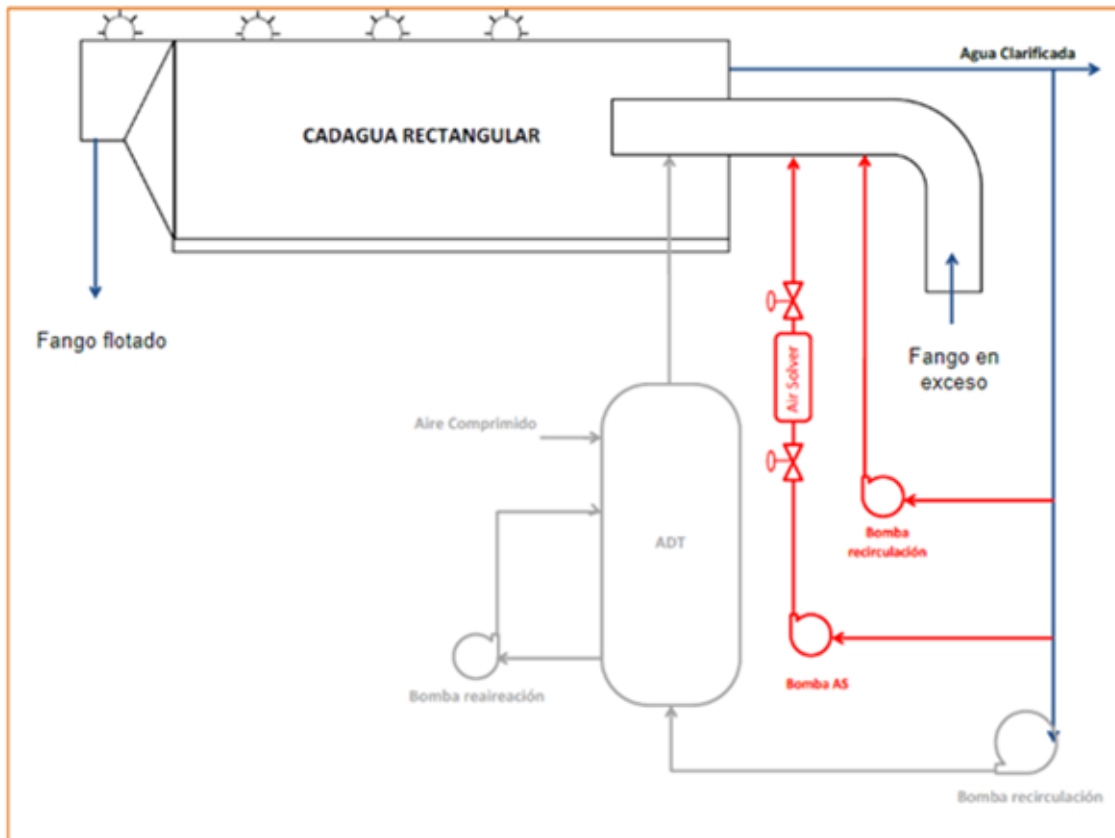 Agua Clarificada
CADAGUA RECTANGULAR
Fango flotado
Air Solver
Fango en
exceso
Aire Comprimido
ADT
Bomba
recirculación
Bomba reaireación
Bomba AS
Bomba recirculación